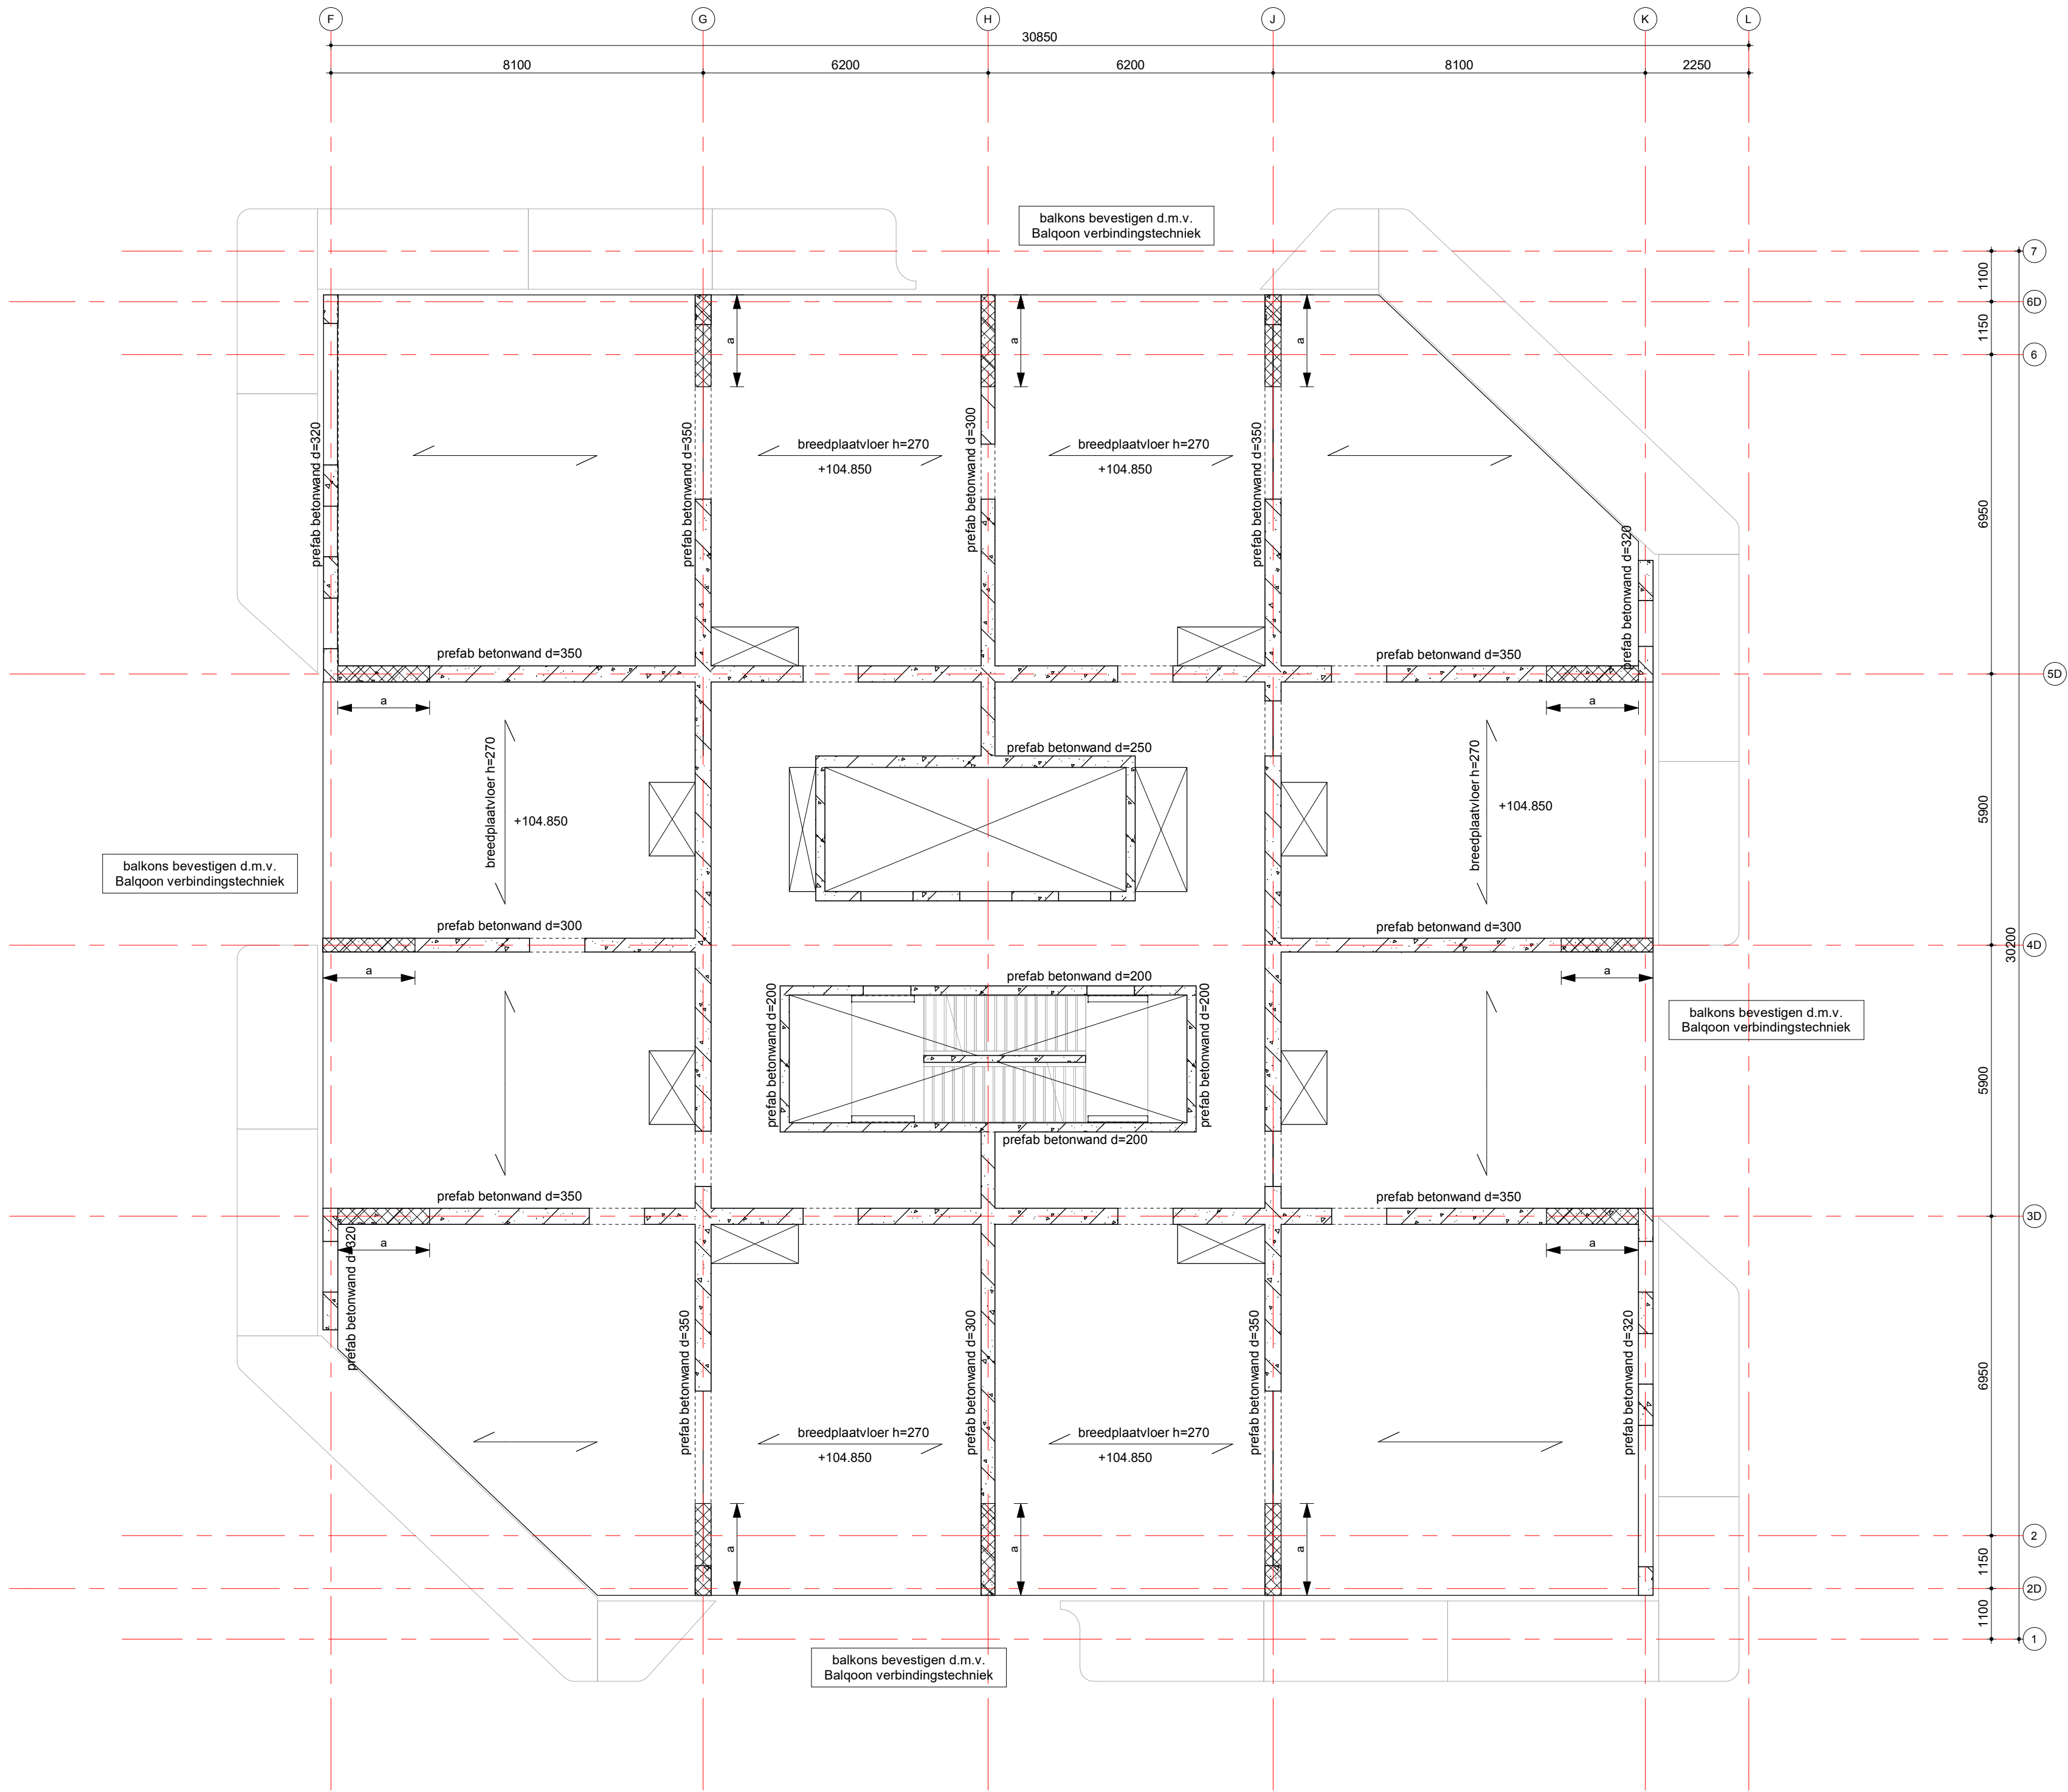 F
G
H
J
K
L
30850
8100
6200
6200
8100
2250
balkons bevestigen d.m.v.
Balqoon verbindingstechniek
7
1100
6D
1150
6
a
a
a
prefab betonwand d=320
prefab betonwand d=350
prefab betonwand d=300
prefab betonwand d=350
breedplaatvloer h=270
+104.850
breedplaatvloer h=270
+104.850
6950
prefab betonwand d=320
prefab betonwand d=350
prefab betonwand d=350
5D
a
a
prefab betonwand d=250
breedplaatvloer h=270
+104.850
breedplaatvloer h=270
+104.850
5900
balkons bevestigen d.m.v.
Balqoon verbindingstechniek
prefab betonwand d=300
prefab betonwand d=300
30200
4D
a
a
prefab betonwand d=200
prefab betonwand d=200
prefab betonwand d=200
balkons bevestigen d.m.v.
Balqoon verbindingstechniek
5900
prefab betonwand d=200
prefab betonwand d=350
prefab betonwand d=350
3D
a
a
prefab betonwand d=320
prefab betonwand d=350
prefab betonwand d=300
prefab betonwand d=350
prefab betonwand d=320
6950
breedplaatvloer h=270
+104.850
breedplaatvloer h=270
+104.850
a
a
a
2
1150
2D
1100
1
balkons bevestigen d.m.v.
Balqoon verbindingstechniek